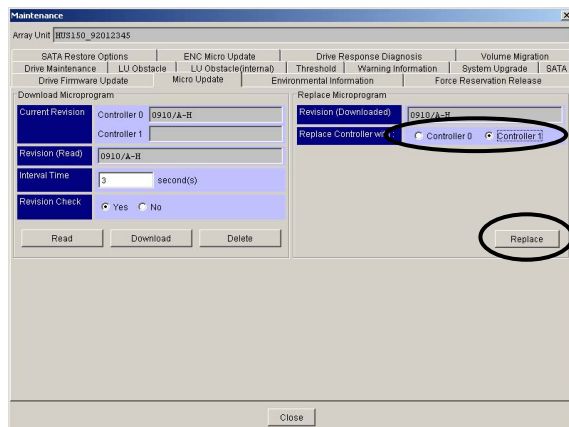 Maintenance
Array Unit HUS150_92012345
SATA Restore Options ENC Micro Update Drive Response Diagnosis Volume Migration
Drive Maintenance LU Obstacle LU Obstacle(internal) Threshold Warning Information System Upgrade SATA
Drive Firmware Update Micro Update Environmental Information Force Reservation Release
Download Microprogram
Current Revision Controller 0 0910/A-H
Controller 1
Revision (Read) 0910/A-H
Interval Time 3 second(s)
Revision Check Yes No
Read Download Delete
Replace Microprogram
Revision (Downloaded) 0910/A-H
Replace Controller Controller 0 Controller 1
Replace
Close